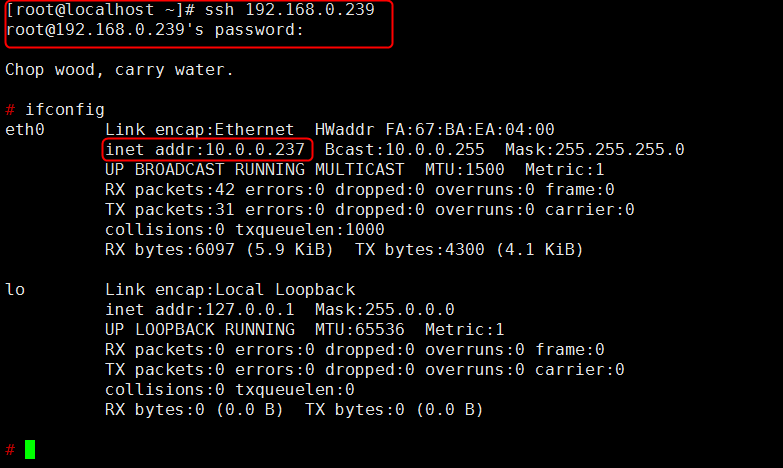 [root@localhost ~]# ssh 192.168.0.239
root@192.168.0.239's password:
Chop wood, carry water.
# ifconfig
eth0      Link encap:Ethernet  HWaddr FA:67:BA:EA:04:00
          inet addr:10.0.0.237  Bcast:10.0.0.255  Mask:255.255.255.0
          UP BROADCAST RUNNING MULTICAST  MTU:1500  Metric:1
          RX packets:42 errors:0 dropped:0 overruns:0 frame:0
          TX packets:31 errors:0 dropped:0 overruns:0 carrier:0
          collisions:0 txqueuelen:1000
          RX bytes:6097 (5.9 KiB)  TX bytes:4300 (4.1 KiB)
lo        Link encap:Local Loopback
          inet addr:127.0.0.1  Mask:255.0.0.0
          UP LOOPBACK RUNNING  MTU:65536  Metric:1
          RX packets:0 errors:0 dropped:0 overruns:0 frame:0
          TX packets:0 errors:0 dropped:0 overruns:0 carrier:0
          collisions:0 txqueuelen:0
          RX bytes:0 (0.0 B)  TX bytes:0 (0.0 B)
#